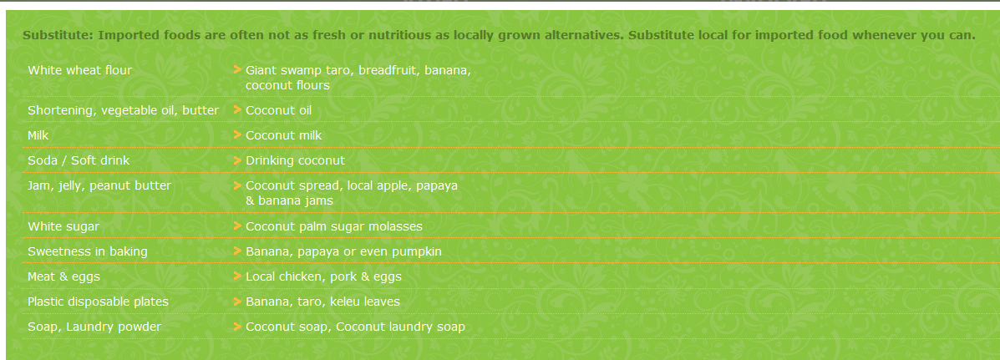 Substitute: Imported foods are often not as fresh or nutritious as locally grown alternatives. Substitute local for imported food whenever you can.
White wheat flour > Giant swamp taro, breadfruit, banana,
coconut flours
Shortening, vegetable oil, butter > Coconut oil
Milk > Coconut milk
Soda / Soft drink > Drinking coconut
Jam, jelly, peanut butter > Coconut spread, local apple, papaya
& banana jams
White sugar > Coconut palm sugar molasses
Sweetness in baking > Banana, papaya or even pumpkin
Meat & eggs > Local chicken, pork & eggs
Plastic disposable plates > Banana, taro, keleu leaves
Soap, Laundry powder > Coconut soap, Coconut laundry soap